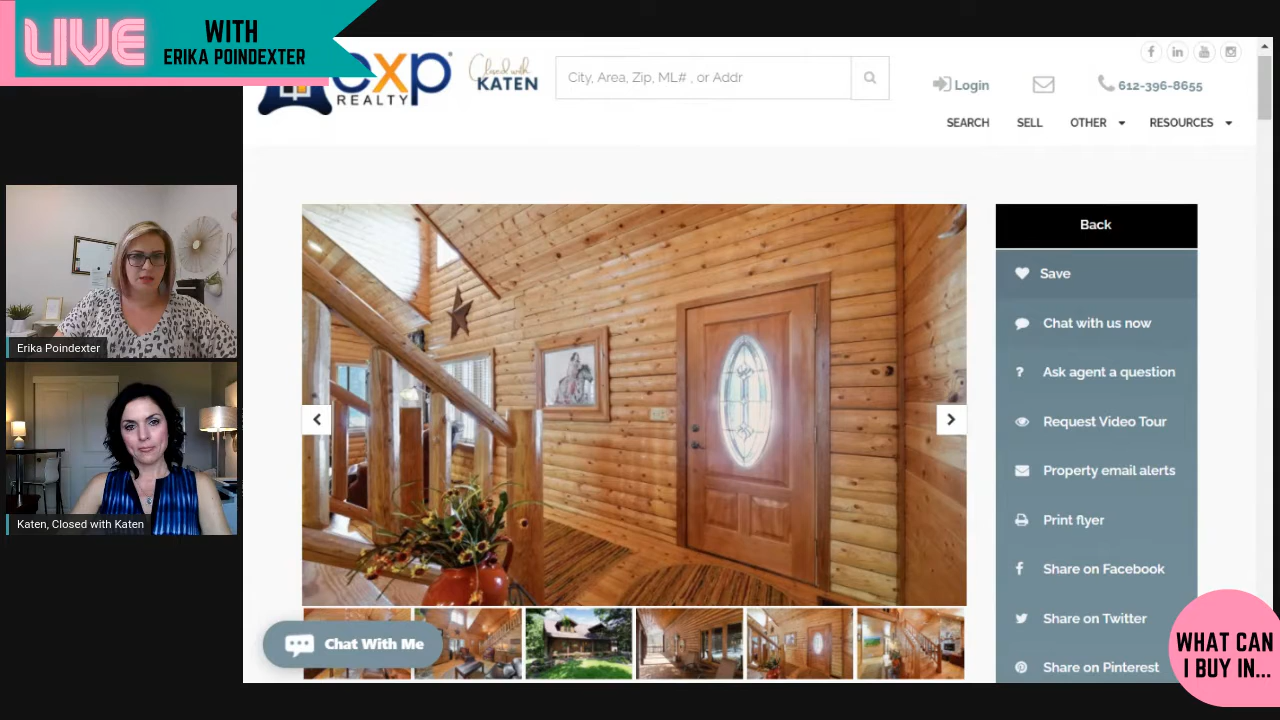 LIVE
WITH
ERIKA POINDEXTER
exp
REALTY
Closed with
KATEN
City, Area, Zip, ML# , or Addr
Login
612-396-8655
SEARCH
SELL
OTHER
RESOURCES
Erika Poindexter
Katen, Closed with Katen
Back
Save
Chat with us now
Ask agent a question
Request Video Tour
Property email alerts
Print flyer
Share on Facebook
Share on Twitter
Share on Pinterest
Chat With Me
WHAT CAN
I BUY IN...